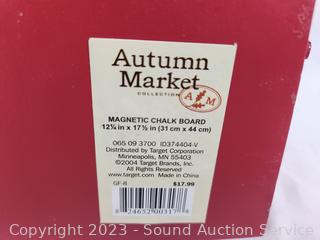 Autumn
Market
COLLECTION
A M
MAGNETIC CHALK BOARD
12¼ in x 17½ in (31 cm x 44 cm)
065 09 3700 ID374404-V
Distributed by Target Corporation
Minneapolis, MN 55403
©2004 Target Brands, Inc.
All Rights Reserved
www.target.com Made in China
GF-8 $17.99
Copyright 2023 - Sound Auction Service